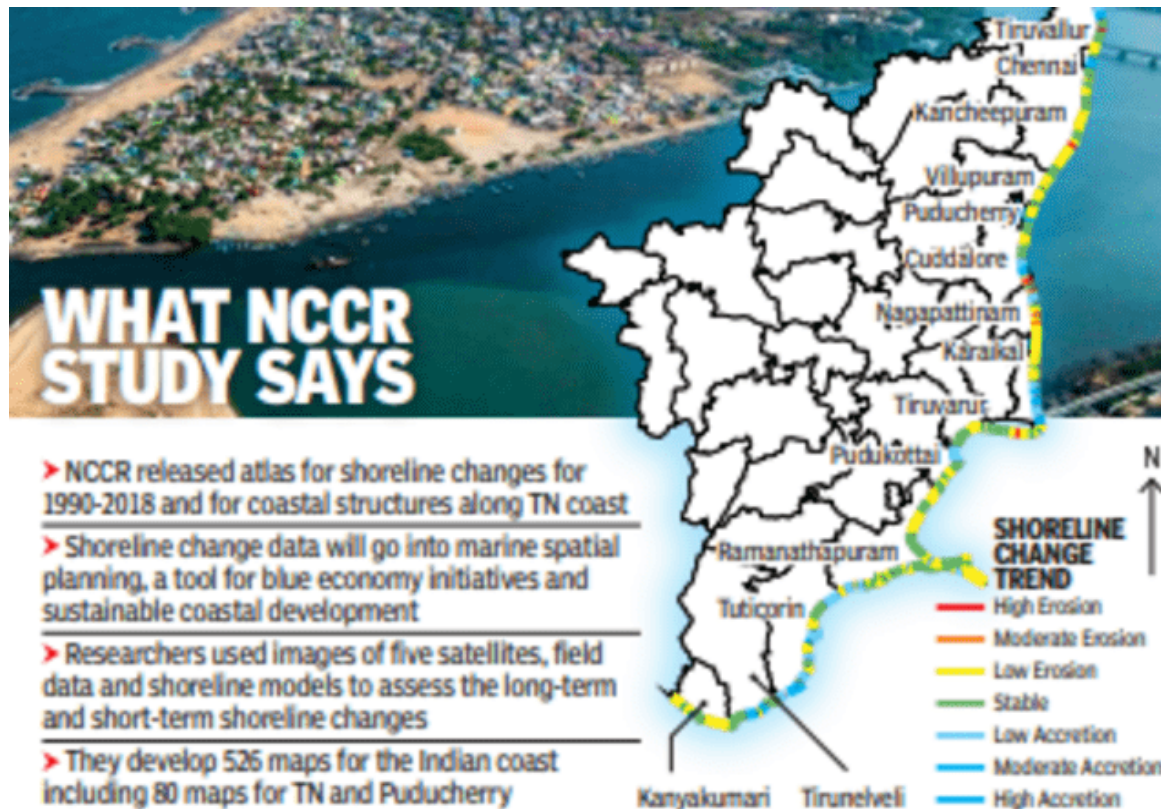 WHAT NCCR
STUDY SAYS
➤ NCCR released atlas for shoreline changes for
1990-2018 and for coastal structures along TN coast
➤ Shoreline change data will go into marine spatial
planning, a tool for blue economy initiatives and
sustainable coastal development
➤ Researchers used images of five satellites, field
data and shoreline models to assess the long-term
and short-term shoreline changes
➤ They develop 526 maps for the Indian coast
including 80 maps for TN and Puducherry
Tiruvallur
Chennai
Kancheepuram
Villupuram
Puducherry
Cuddalore
Nagapattinam
Karaikal
Tiruvarur
Pudukottai
Ramanathapuram
Tuticorin
Kanyakumari
Tirunelveli
N
SHORELINE
CHANGE
TREND
High Erosion
Moderate Erosion
Low Erosion
Stable
Low Accretion
Moderate Accretion
High Accretion